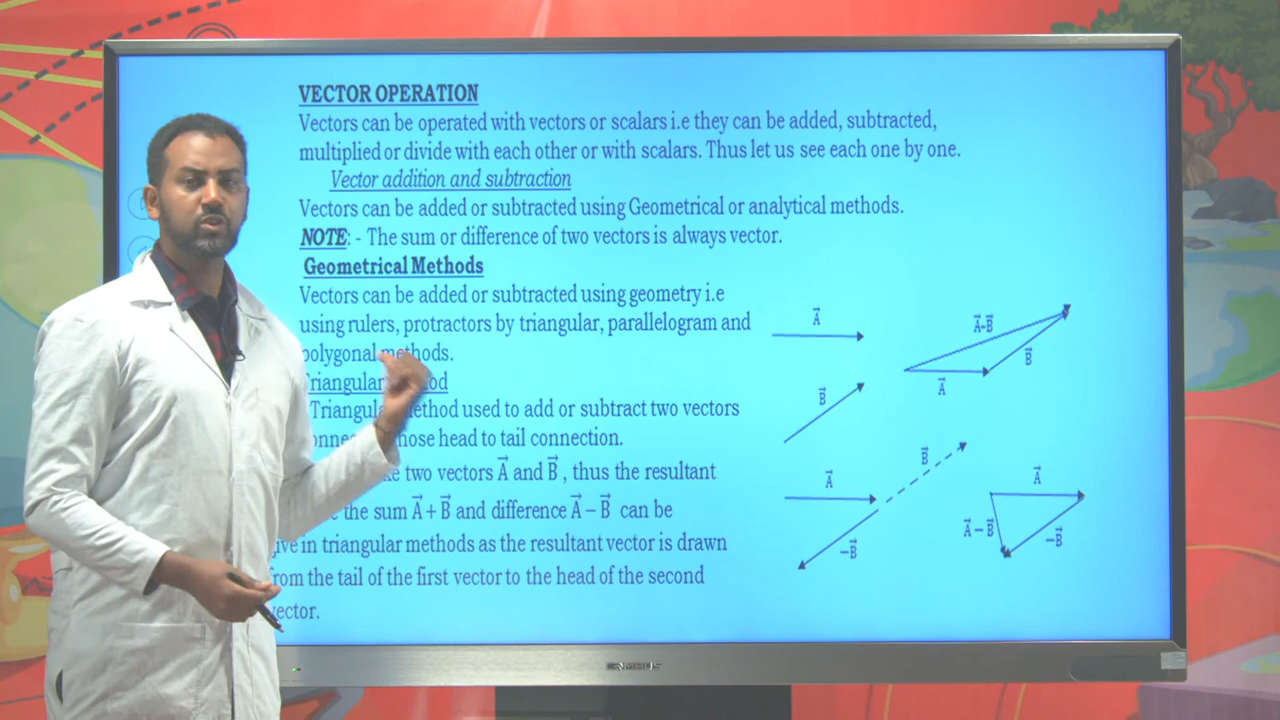 VECTOR OPERATION
Vectors can be operated with vectors or scalars i.e they can be added, subtracted,
multiplied or divide with each other or with scalars. Thus let us see each one by one.
Vector addition and subtraction
Vectors can be added or subtracted using Geometrical or analytical methods.
NOTE: - The sum or difference of two vectors is always vector.
Geometrical Methods
Vectors can be added or subtracted using geometry i.e
using rulers, protractors by triangular, parallelogram and
polygonal methods.
Triangular
method used to add or subtract two vectors
whose head to tail connection.
two vectors A⃗ and B⃗ , thus the resultant
the sum A⃗ + B⃗ and difference A⃗ − B⃗ can be
in triangular methods as the resultant vector is drawn
from the tail of the first vector to the head of the second
vector.
A⃗
A⃗+B⃗
B⃗
A⃗
B⃗
B⃗
A⃗
−B⃗
A⃗
A⃗ − B⃗
−B⃗